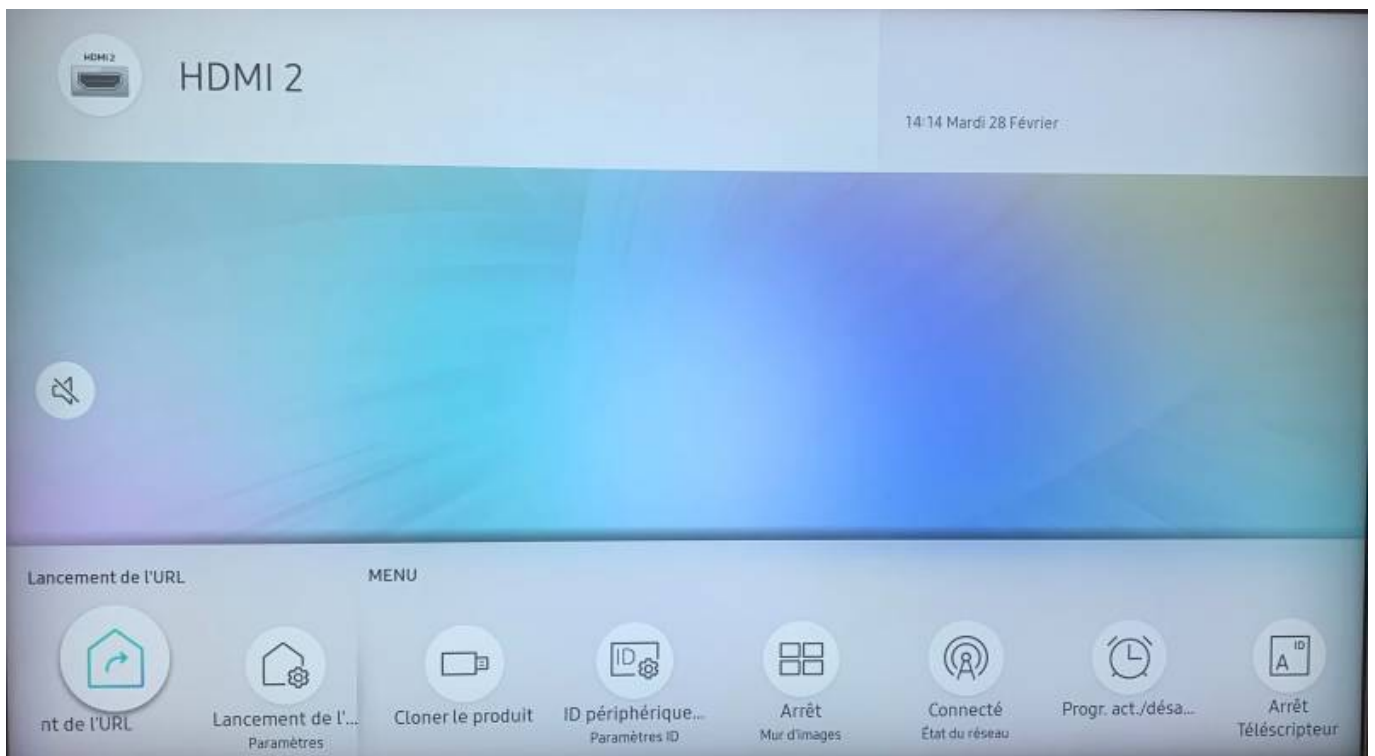 HDMI 2
HDMI 2
14:14 Mardi 28 Février
Lancement de l'URL
MENU
nt de l'URL
Lancement de l'...
Paramètres
Cloner le produit
ID
ID périphérique...
Paramètres ID
Arrêt
Mur d'images
Connecté
État du réseau
Progr. act./désa...
A ID
Arrêt
Téléscripteur